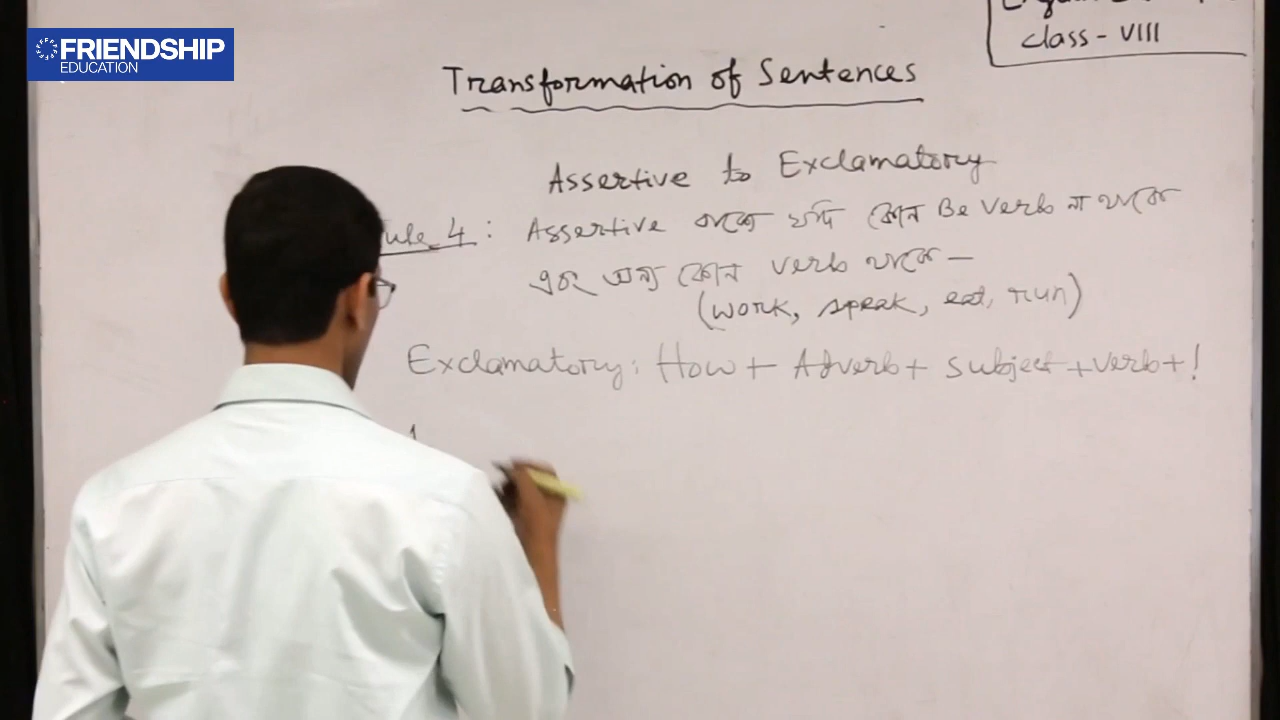 FRIENDSHIP
EDUCATION
class - VIII
Transformation of Sentences
Assertive to Exclamatory
Rule 4 : Assertive বাক্যে যদি কোন Be verb না থাকে
এবং অন্য কোন verb থাকে —
(work, speak, eat, run)
Exclamatory: How + Adverb + subject + verb + !